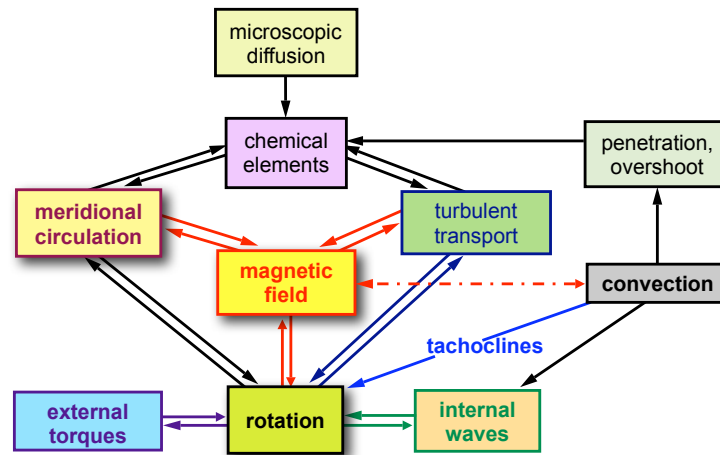 microscopic
diffusion
chemical
elements
penetration,
overshoot
meridional
circulation
turbulent
transport
magnetic
field
convection
tachoclines
external
torques
rotation
internal
waves